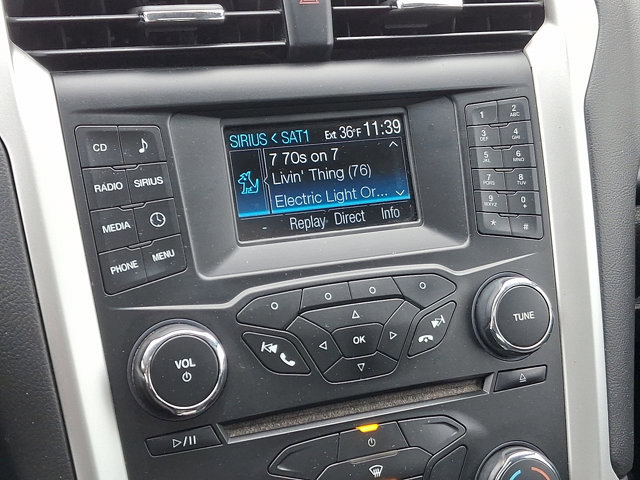 SIRIUS < SAT1 Ext 36°F 11:39
7 70s on 7
Livin' Thing (76)
Electric Light Or...
- Replay Direct Info
CD
RADIO SIRIUS
MEDIA
PHONE MENU
1 2 ABC
3 DEF 4 GHI
5 JKL 6 MNO
7 PQRS 8 TUV
9 WXYZ 0 +
* #
OK
VOL
TUNE